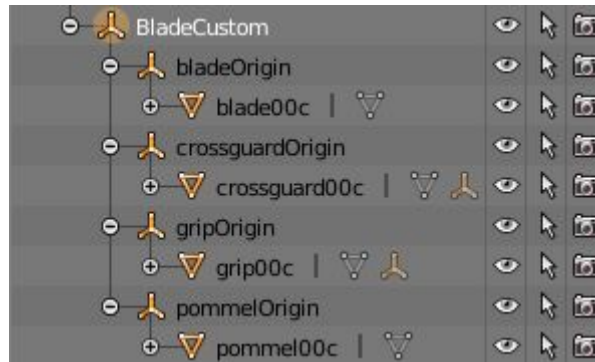 BladeCustom
bladeOrigin
blade00c
crossguardOrigin
crossguard00c
gripOrigin
grip00c
pommelOrigin
pommel00c